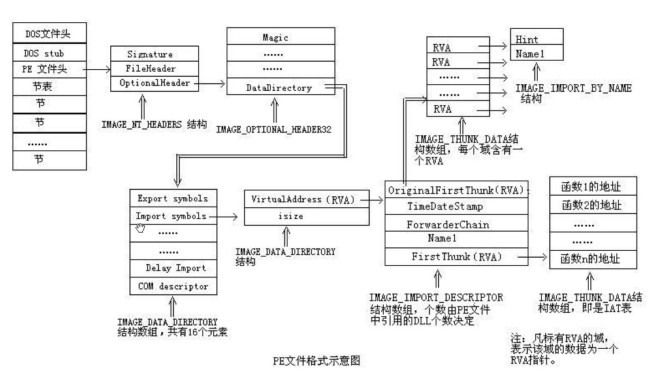 DOS文件头
DOS stub
PE 文件头
节表
节
节
……
节
Signature
FileHeader
OptionalHeader
IMAGE_NT_HEADERS 结构
Magic
……
……
DataDirectory
IMAGE_OPTIONAL_HEADER32
RVA
RVA
……
……
RVA
IMAGE_THUNK_DATA结
构数组，每个域含有一
个RVA
Hint
Name1
IMAGE_IMPORT_BY_NAME
结构
Export symbols
Import symbols
……
……
Delay Import
COM descriptor
IMAGE_DATA_DIRECTORY
结构数组，共有16个元素
VirtualAddress (RVA)
isize
IMAGE_DATA_DIRECTORY
结构
OriginalFirstThunk(RVA)
TimeDateStamp
ForwarderChain
Name1
FirstThunk(RVA)
IMAGE_IMPORT_DESCRIPTOR
结构数组，个数由PE文件
中引用的DLL个数决定
函数1的地址
函数2的地址
……
……
函数n的地址
IMAGE_THUNK_DATA结
构数组，即是IAT表
注：凡标有RVA的域，
表示该域的数据为一个
RVA指针。
PE文件格式示意图